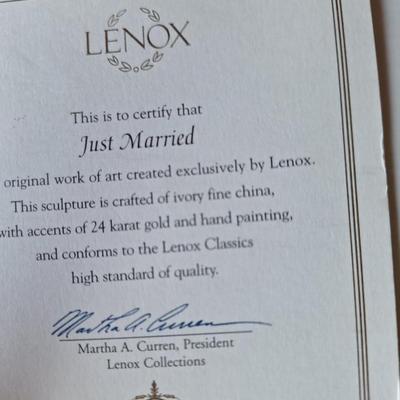 LENOX
This is to certify that
Just Married
original work of art created exclusively by Lenox.
This sculpture is crafted of ivory fine china,
with accents of 24 karat gold and hand painting,
and conforms to the Lenox Classics
high standard of quality.
Martha A. Curren
Martha A. Curren, President
Lenox Collections